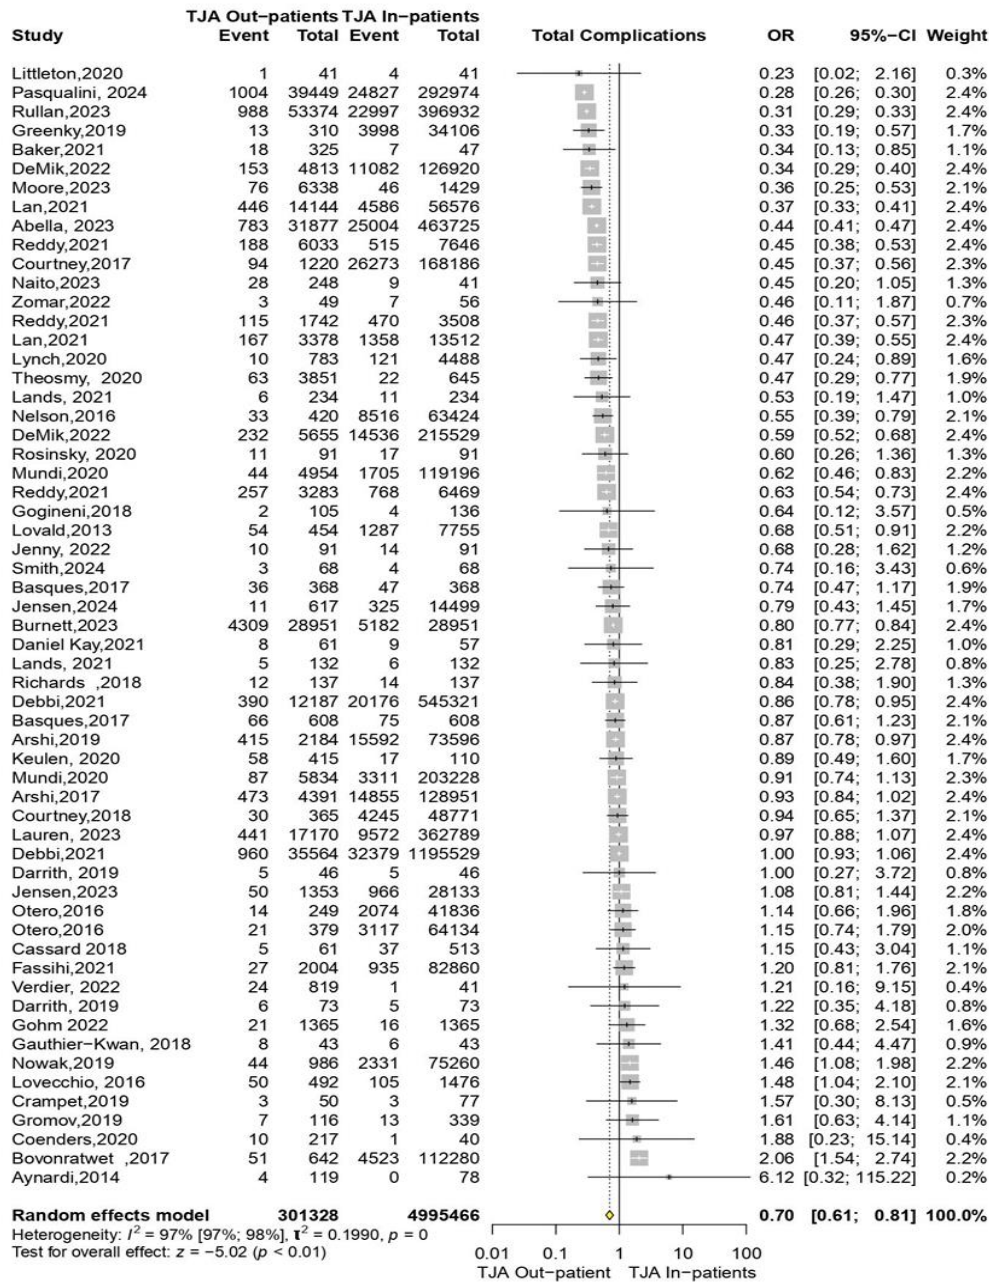 TJA Out−patients TJA In−patients
Study Event Total Event Total Total Complications OR 95%−CI Weight
Littleton,2020 1 41 4 41 0.23 [0.02; 2.16] 0.3%
Pasqualini, 2024 1004 39449 24827 292974 0.28 [0.26; 0.30] 2.4%
Rullan,2023 988 53374 22997 396932 0.31 [0.29; 0.33] 2.4%
Greenky,2019 13 310 3998 34106 0.33 [0.19; 0.57] 1.7%
Baker,2021 18 325 7 47 0.34 [0.13; 0.85] 1.1%
DeMik,2022 153 4813 11082 126920 0.34 [0.29; 0.40] 2.4%
Moore,2023 76 6338 46 1429 0.36 [0.25; 0.53] 2.1%
Lan,2021 446 14144 4586 56576 0.37 [0.33; 0.41] 2.4%
Abella, 2023 783 31877 25004 463725 0.44 [0.41; 0.47] 2.4%
Reddy,2021 188 6033 515 7646 0.45 [0.38; 0.53] 2.4%
Courtney,2017 94 1220 26273 168186 0.45 [0.37; 0.56] 2.3%
Naito,2023 28 248 9 41 0.45 [0.20; 1.05] 1.3%
Zomar,2022 3 49 7 56 0.46 [0.11; 1.87] 0.7%
Reddy,2021 115 1742 470 3508 0.46 [0.37; 0.57] 2.3%
Lan,2021 167 3378 1358 13512 0.47 [0.39; 0.55] 2.4%
Lynch,2020 10 783 121 4488 0.47 [0.24; 0.89] 1.6%
Theosmy, 2020 63 3851 22 645 0.47 [0.29; 0.77] 1.9%
Lands, 2021 6 234 11 234 0.53 [0.19; 1.47] 1.0%
Nelson,2016 33 420 8516 63424 0.55 [0.39; 0.79] 2.1%
DeMik,2022 232 5655 14536 215529 0.59 [0.52; 0.68] 2.4%
Rosinsky, 2020 11 91 17 91 0.60 [0.26; 1.36] 1.3%
Mundi,2020 44 4954 1705 119196 0.62 [0.46; 0.83] 2.2%
Reddy,2021 257 3283 768 6469 0.63 [0.54; 0.73] 2.4%
Gogineni,2018 2 105 4 136 0.64 [0.12; 3.57] 0.5%
Lovald,2013 54 454 1287 7755 0.68 [0.51; 0.91] 2.2%
Jenny, 2022 10 91 14 91 0.68 [0.28; 1.62] 1.2%
Smith,2024 3 68 4 68 0.74 [0.16; 3.43] 0.6%
Basques,2017 36 368 47 368 0.74 [0.47; 1.17] 1.9%
Jensen,2024 11 617 325 14499 0.79 [0.43; 1.45] 1.7%
Burnett,2023 4309 28951 5182 28951 0.80 [0.77; 0.84] 2.4%
Daniel Kay,2021 8 61 9 57 0.81 [0.29; 2.25] 1.0%
Lands, 2021 5 132 6 132 0.83 [0.25; 2.78] 0.8%
Richards ,2018 12 137 14 137 0.84 [0.38; 1.90] 1.3%
Debbi,2021 390 12187 20176 545321 0.86 [0.78; 0.95] 2.4%
Basques,2017 66 608 75 608 0.87 [0.61; 1.23] 2.1%
Arshi,2019 415 2184 15592 73596 0.87 [0.78; 0.97] 2.4%
Keulen, 2020 58 415 17 110 0.89 [0.49; 1.60] 1.7%
Mundi,2020 87 5834 3311 203228 0.91 [0.74; 1.13] 2.3%
Arshi,2017 473 4391 14855 128951 0.93 [0.84; 1.02] 2.4%
Courtney,2018 30 365 4245 48771 0.94 [0.65; 1.37] 2.1%
Lauren, 2023 441 17170 9572 362789 0.97 [0.88; 1.07] 2.4%
Debbi,2021 960 35564 32379 1195529 1.00 [0.93; 1.06] 2.4%
Darrith, 2019 5 46 5 46 1.00 [0.27; 3.72] 0.8%
Jensen,2023 50 1353 966 28133 1.08 [0.81; 1.44] 2.2%
Otero,2016 14 249 2074 41836 1.14 [0.66; 1.96] 1.8%
Otero,2016 21 379 3117 64134 1.15 [0.74; 1.79] 2.0%
Cassard 2018 5 61 37 513 1.15 [0.43; 3.04] 1.1%
Fassihi,2021 27 2004 935 82860 1.20 [0.81; 1.76] 2.1%
Verdier, 2022 24 819 1 41 1.21 [0.16; 9.15] 0.4%
Darrith, 2019 6 73 5 73 1.22 [0.35; 4.18] 0.8%
Gohm 2022 21 1365 16 1365 1.32 [0.68; 2.54] 1.6%
Gauthier−Kwan, 2018 8 43 6 43 1.41 [0.44; 4.47] 1.1%
Nowak,2019 44 986 2331 75260 1.46 [1.08; 1.98] 2.2%
Lovecchio, 2016 50 492 105 1476 1.48 [1.04; 2.10] 2.1%
Crampet,2019 3 50 3 77 1.57 [0.30; 8.13] 0.6%
Gromov,2019 7 116 13 339 1.61 [0.63; 4.14] 1.1%
Coenders,2020 10 217 1 40 1.88 [0.23; 15.14] 0.4%
Bovonratwet ,2017 51 642 4523 112280 2.06 [1.54; 2.74] 2.2%
Aynardi,2014 4 119 0 78 6.12 [0.32; 115.22] 0.2%
Random effects model 301328 4995466 0.70 [0.61; 0.81] 100.0%
Heterogeneity: I² = 97% [97%; 98%], τ² = 0.1990, p = 0
Test for overall effect: z = −5.02 (p < 0.01)
0.01 0.1 1 10 100
TJA Out−patient TJA In−patients